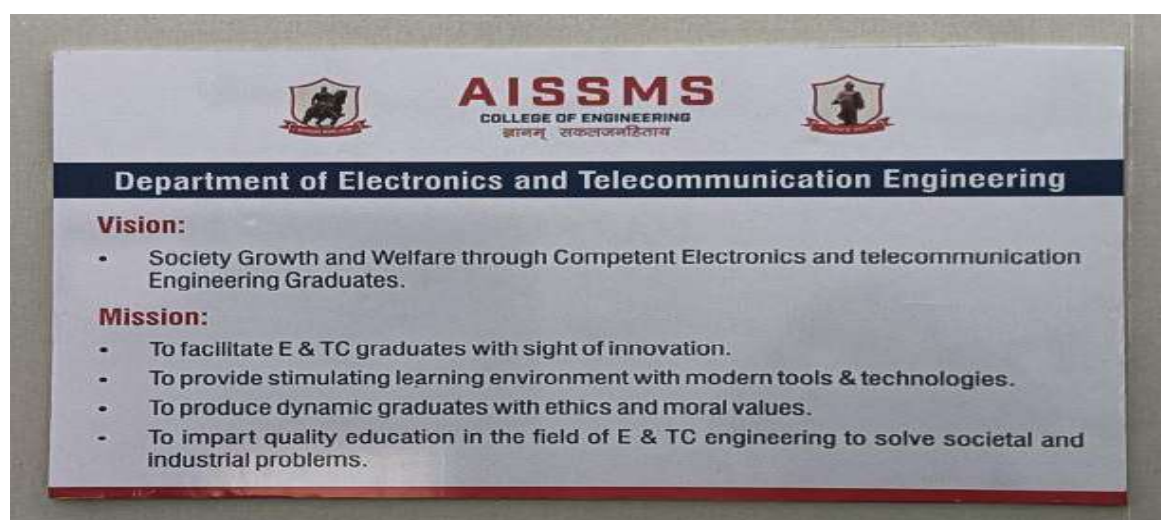 AISSMS
COLLEGE OF ENGINEERING
ज्ञानम् सकलजनहिताय
Department of Electronics and Telecommunication Engineering
Vision:
• Society Growth and Welfare through Competent Electronics and telecommunication
Engineering Graduates.
Mission:
• To facilitate E & TC graduates with sight of innovation.
• To provide stimulating learning environment with modern tools & technologies.
• To produce dynamic graduates with ethics and moral values.
• To impart quality education in the field of E & TC engineering to solve societal and
industrial problems.